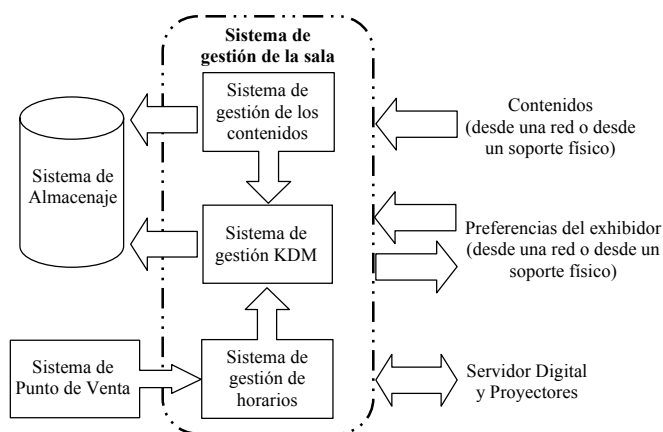 Sistema de
gestión de la sala
Sistema de
gestión de los
contenidos
Contenidos
(desde una red o desde
un soporte físico)
Sistema de
Almacenaje
Sistema de
gestión KDM
Preferencias del exhibidor
(desde una red o desde un
soporte físico)
Sistema de
Punto de Venta
Sistema de
gestión de
horarios
Servidor Digital
y Proyectores